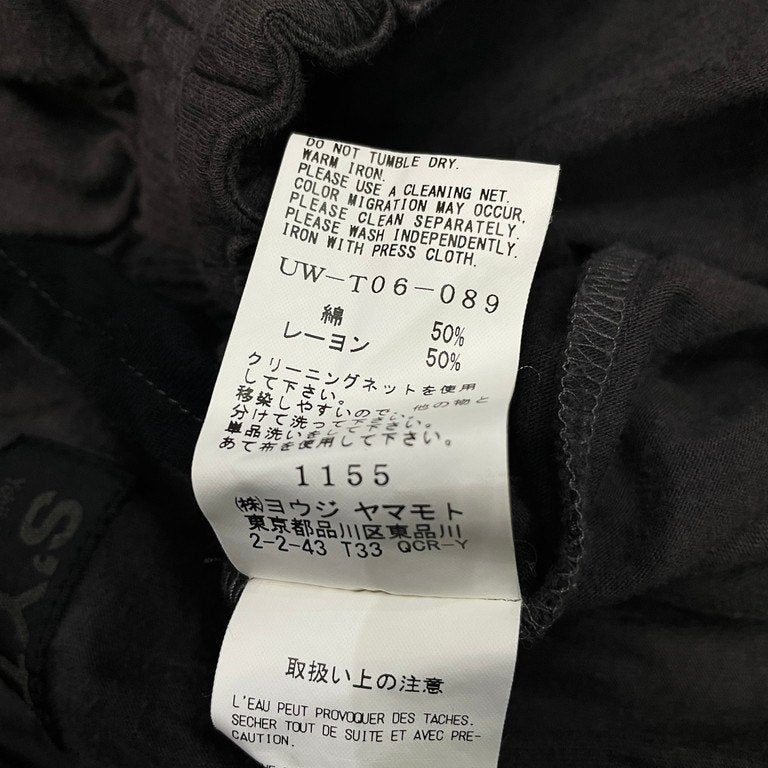 DO NOT TUMBLE DRY.
WARM IRON.
PLEASE USE A CLEANING NET.
COLOR MIGRATION MAY OCCUR,
PLEASE CLEAN SEPARATELY.
PLEASE WASH INDEPENDENTLY.
IRON WITH PRESS CLOTH.
UW-T06-089
綿 50%
レーヨン 50%
クリーニングネットを使用
して下さい。
移染しやすいので、他の物と
分けて洗って下さい。
単品洗いをして下さい。
あて布を使用して下さい。
1155
(株)ヨウジ ヤマモト
東京都品川区東品川
2-2-43 T33 QCR-Y
取扱い上の注意
L'EAU PEUT PROVOQUER DES TACHES.
SECHER TOUT DE SUITE ET AVEC PRE-
CAUTION.